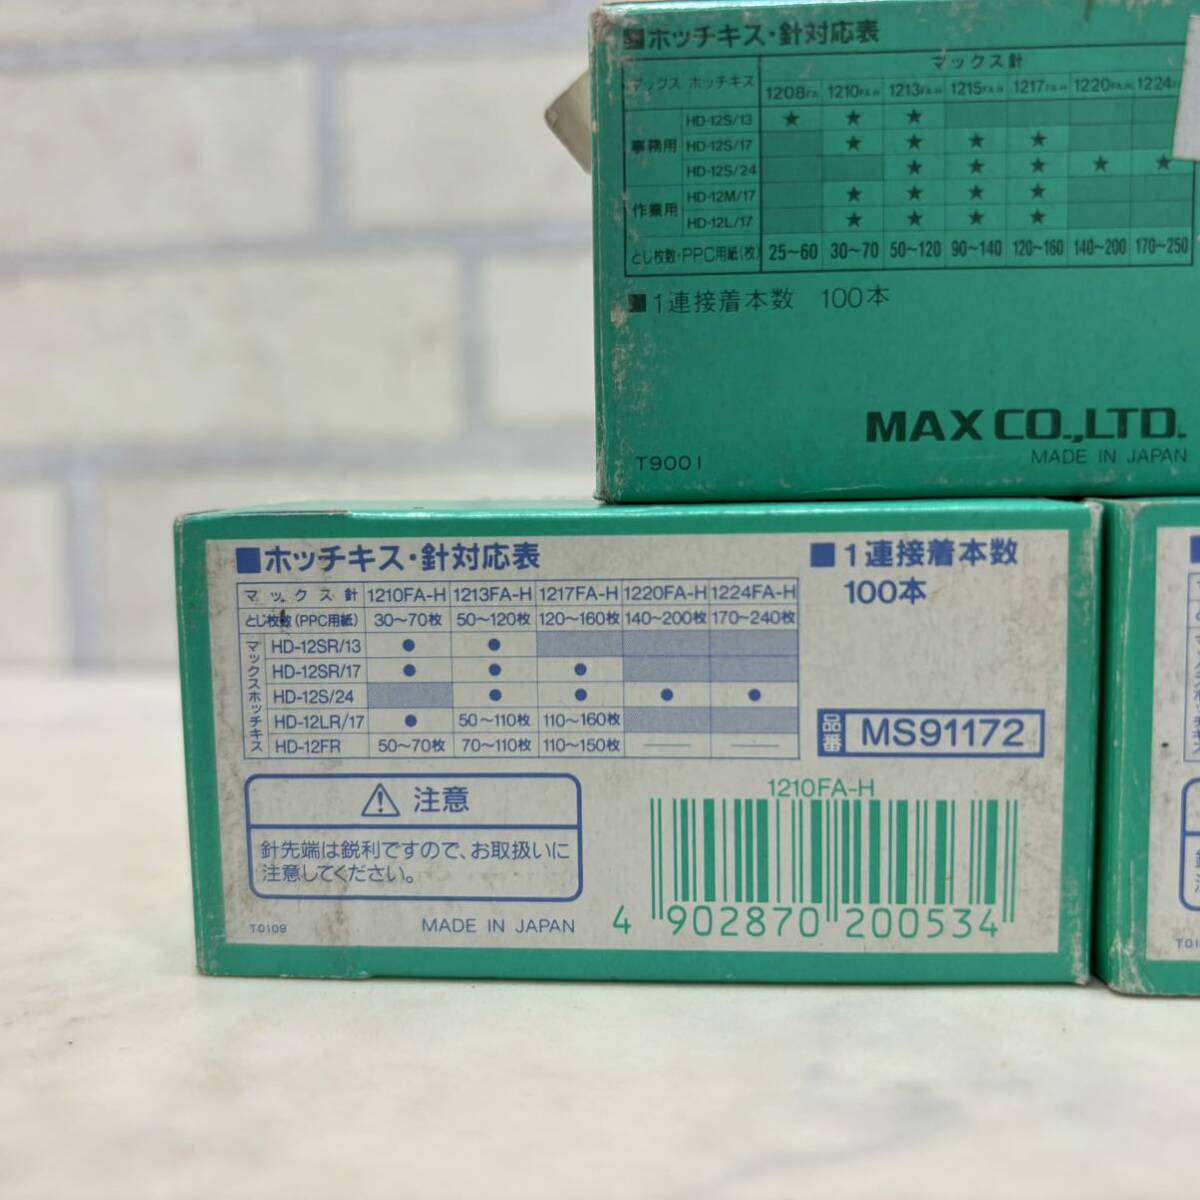 ■ホッチキス・針対応表
マックス ホッチキス マックス針
1208FA 1210FA-H 1213FA-H 1215FA-H 1217FA-H 1220FA-H 1224
事務用 HD-12S/13 ★ ★ ★
HD-12S/17 ★ ★ ★ ★
HD-12S/24 ★ ★ ★ ★ ★
作業用 HD-12M/17 ★ ★ ★ ★
HD-12L/17 ★ ★ ★ ★
とじ枚数・PPC用紙(枚) 25~60 30~70 50~120 90~140 120~160 140~200 170~250
■1連接着本数 100本
MAX CO.,LTD.
T9001 MADE IN JAPAN
■ホッチキス・針対応表
マックス針 1210FA-H 1213FA-H 1217FA-H 1220FA-H 1224FA-H
とじ枚数(PPC用紙) 30~70枚 50~120枚 120~160枚 140~200枚 170~240枚
マックスホッチキス
HD-12SR/13 ● ●
HD-12SR/17 ● ● ●
HD-12S/24 ● ● ● ●
HD-12LR/17 ● 50~110枚 110~160枚
HD-12FR 50~70枚 70~110枚 110~150枚 — —
■1連接着本数
100本
品番 MS91172
⚠ 注意
針先端は鋭利ですので、お取扱いに
注意してください。
T0109 MADE IN JAPAN
1210FA-H
4 902870 200534